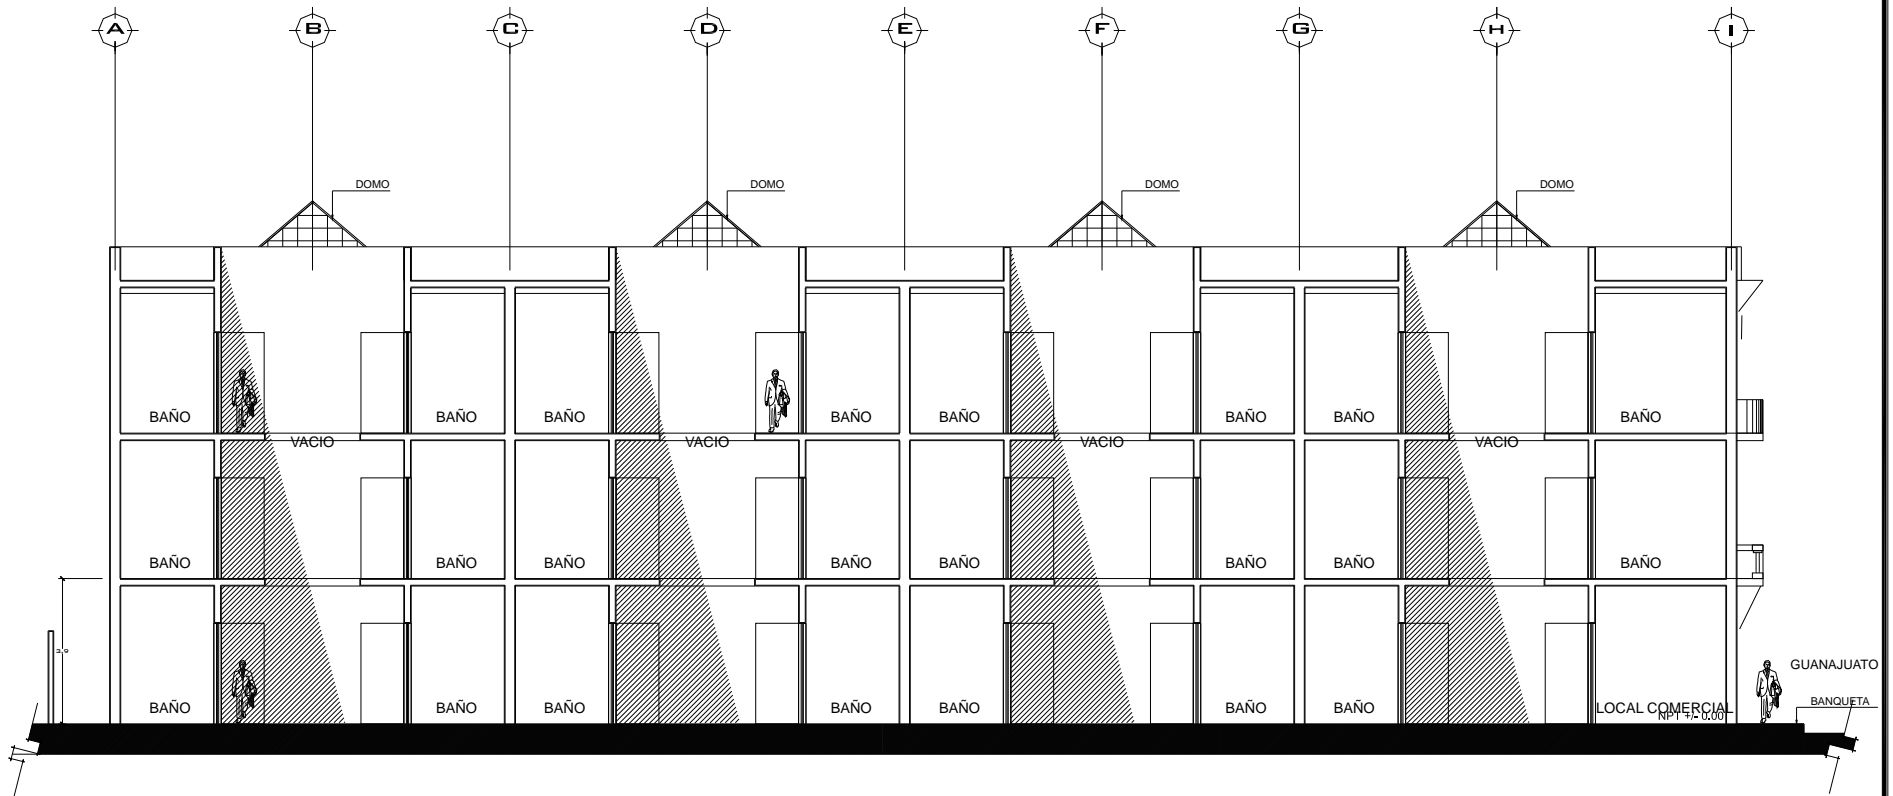 A B C D E F G H I
DOMO DOMO DOMO DOMO
BAÑO BAÑO BAÑO BAÑO BAÑO BAÑO BAÑO BAÑO
VACIO VACIO VACIO VACIO
BAÑO BAÑO BAÑO BAÑO BAÑO BAÑO BAÑO BAÑO
GUANAJUATO
BANQUETA
BAÑO BAÑO BAÑO BAÑO BAÑO BAÑO BAÑO LOCAL COMERCIAL
NPT +/- 0.00